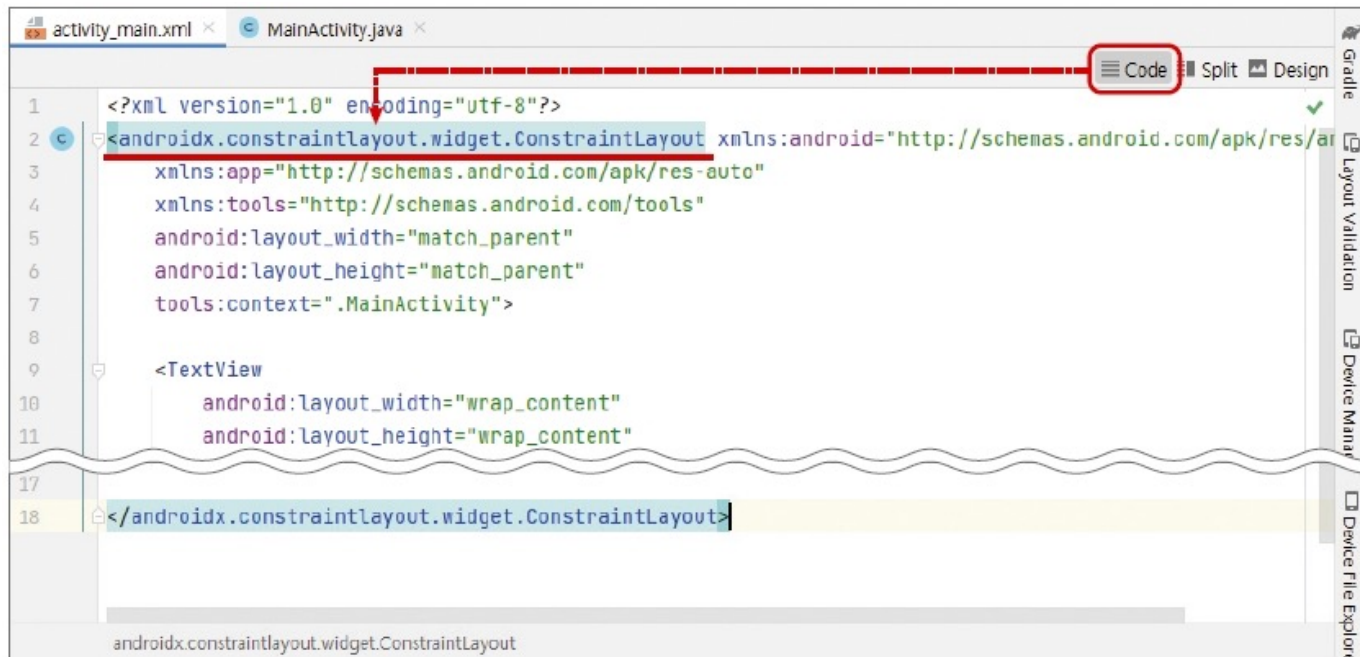 activity_main.xml
MainActivity.java
Code
Split
Design
1 <?xml version="1.0" encoding="utf-8"?>
2 <androidx.constraintlayout.widget.ConstraintLayout xmlns:android="http://schemas.android.com/apk/res/
3 xmlns:app="http://schemas.android.com/apk/res-auto"
4 xmlns:tools="http://schemas.android.com/tools"
5 android:layout_width="match_parent"
6 android:layout_height="match_parent"
7 tools:context=".MainActivity">
8
9 <TextView
10 android:layout_width="wrap_content"
11 android:layout_height="wrap_content"
17
18 </androidx.constraintlayout.widget.ConstraintLayout>
androidx.constraintlayout.widget.ConstraintLayout
Gradle
Layout Validation
Device
Device File